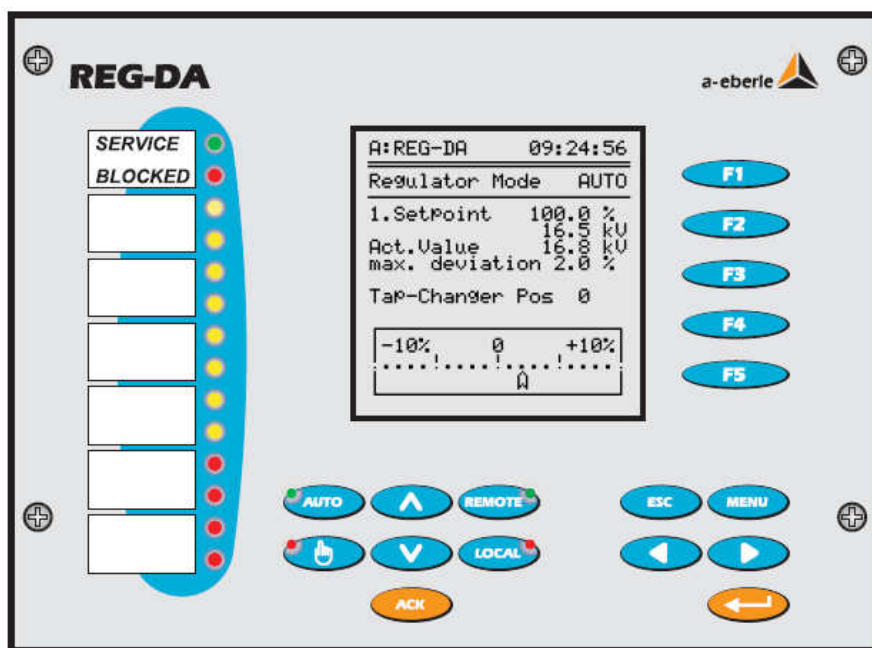 REG-DA
a-eberle
SERVICE
BLOCKED
A:REG-DA 09:24:56
Regulator Mode AUTO
1.Setpoint 100.0 %
16.5 kV
Act.Value 16.8 kV
max. deviation 2.0 %
Tap-Changer Pos 0
-10% 0 +10%
F1
F2
F3
F4
F5
AUTO
REMOTE
ESC
MENU
LOCAL
ACK